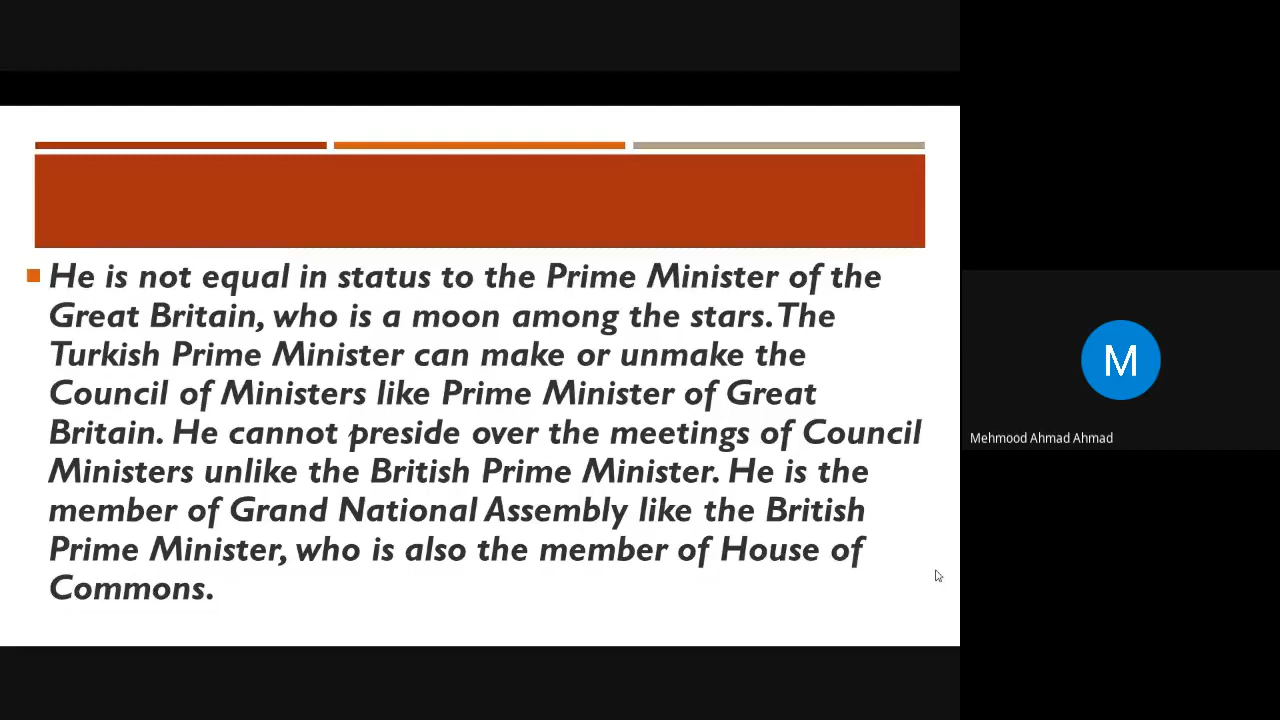 He is not equal in status to the Prime Minister of the
Great Britain, who is a moon among the stars. The
Turkish Prime Minister can make or unmake the
Council of Ministers like Prime Minister of Great
Britain. He cannot preside over the meetings of Council
Ministers unlike the British Prime Minister. He is the
member of Grand National Assembly like the British
Prime Minister, who is also the member of House of
Commons.
M
Mehmood Ahmad Ahmad